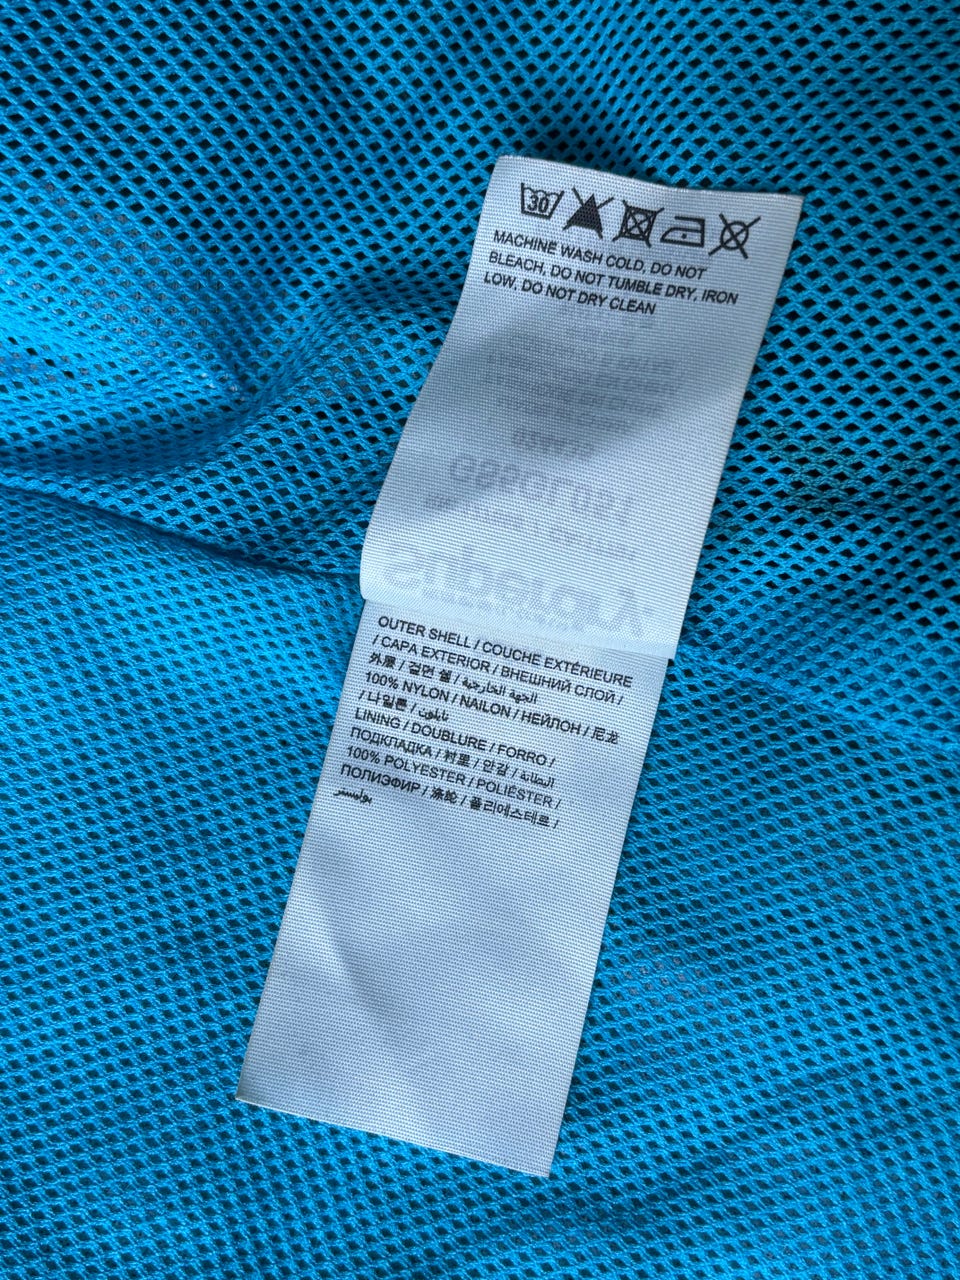 30
MACHINE WASH COLD, DO NOT
BLEACH, DO NOT TUMBLE DRY, IRON
LOW, DO NOT DRY CLEAN
OUTER SHELL / COUCHE EXTÉRIEURE
/ CAPA EXTERIOR / ВНЕШНИЙ СЛОЙ /
外層 / 겉면 쉘 / الجهة الخارجية /
100% NYLON / NAILON / НЕЙЛОН / 尼龙
/ 나일론 / نايلون
LINING / DOUBLURE / FORRO /
ПОДКЛАДКА / 衬里 / 안감 / البطانة /
100% POLYESTER / POLIÉSTER /
ПОЛИЭФИР / 涤纶 / 폴리에스테르 /
بوليستر